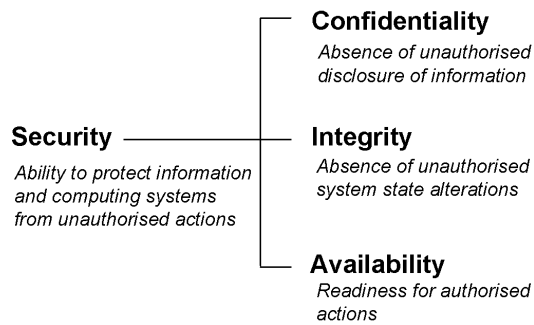 Confidentiality
Absence of unauthorised
disclosure of information
Security
Ability to protect information
and computing systems
from unauthorised actions
Integrity
Absence of unauthorised
system state alterations
Availability
Readiness for authorised
actions